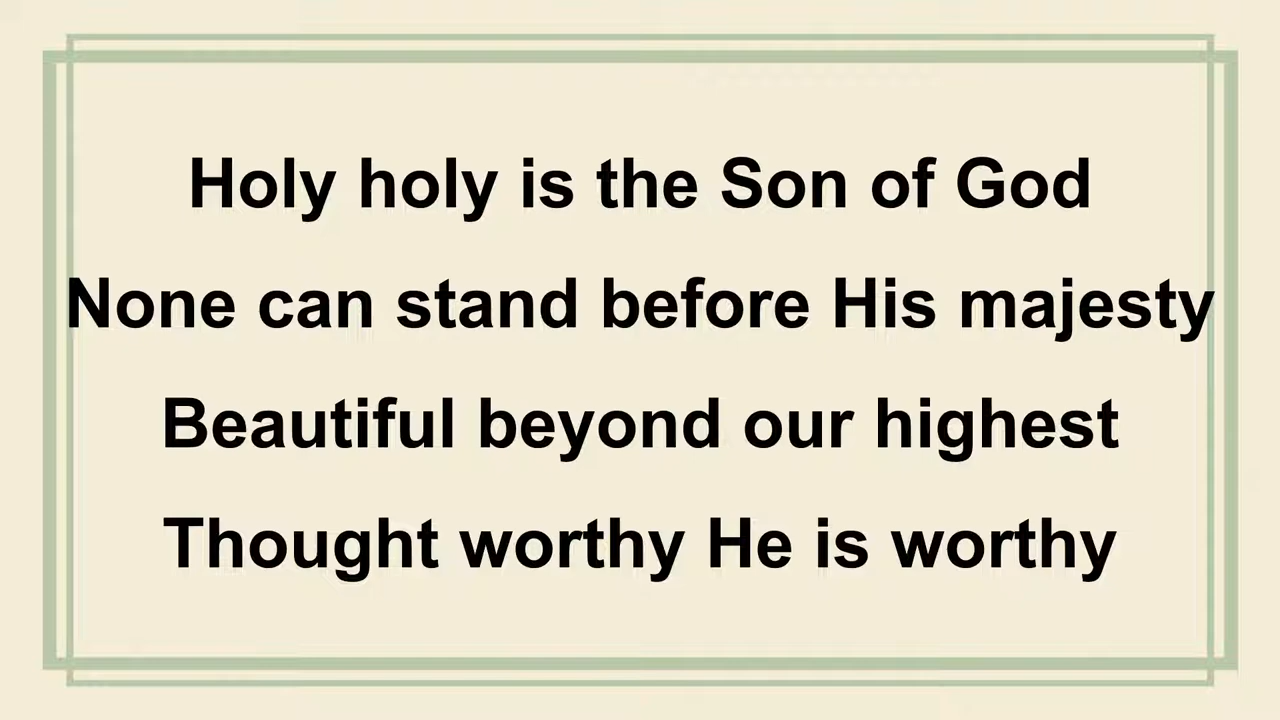 Holy holy is the Son of God
None can stand before His majesty
Beautiful beyond our highest
Thought worthy He is worthy